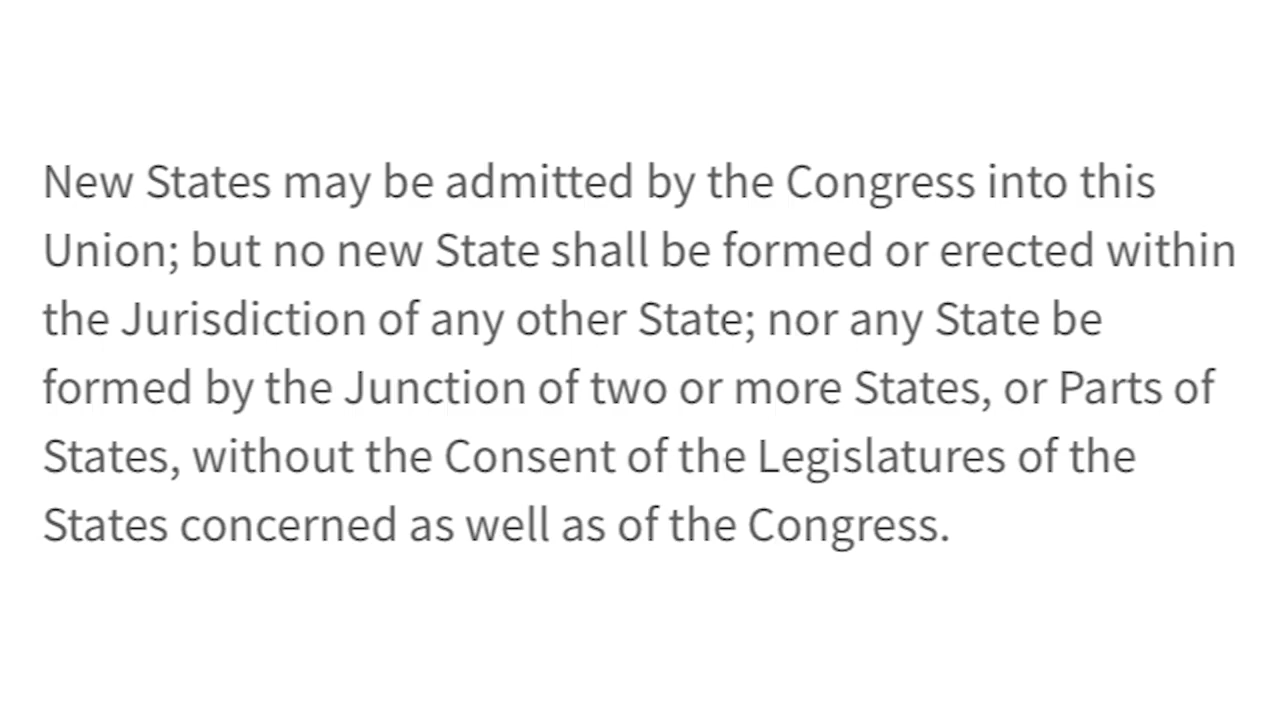 New States may be admitted by the Congress into this
Union; but no new State shall be formed or erected within
the Jurisdiction of any other State; nor any State be
formed by the Junction of two or more States, or Parts of
States, without the Consent of the Legislatures of the
States concerned as well as of the Congress.